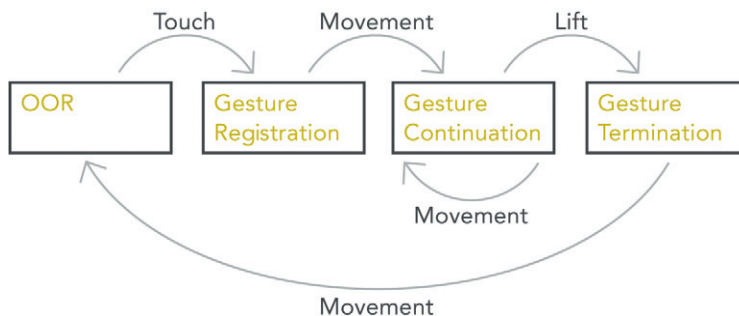 Touch
Movement
Lift
OOR
Gesture
Registration
Gesture
Continuation
Gesture
Termination
Movement
Movement